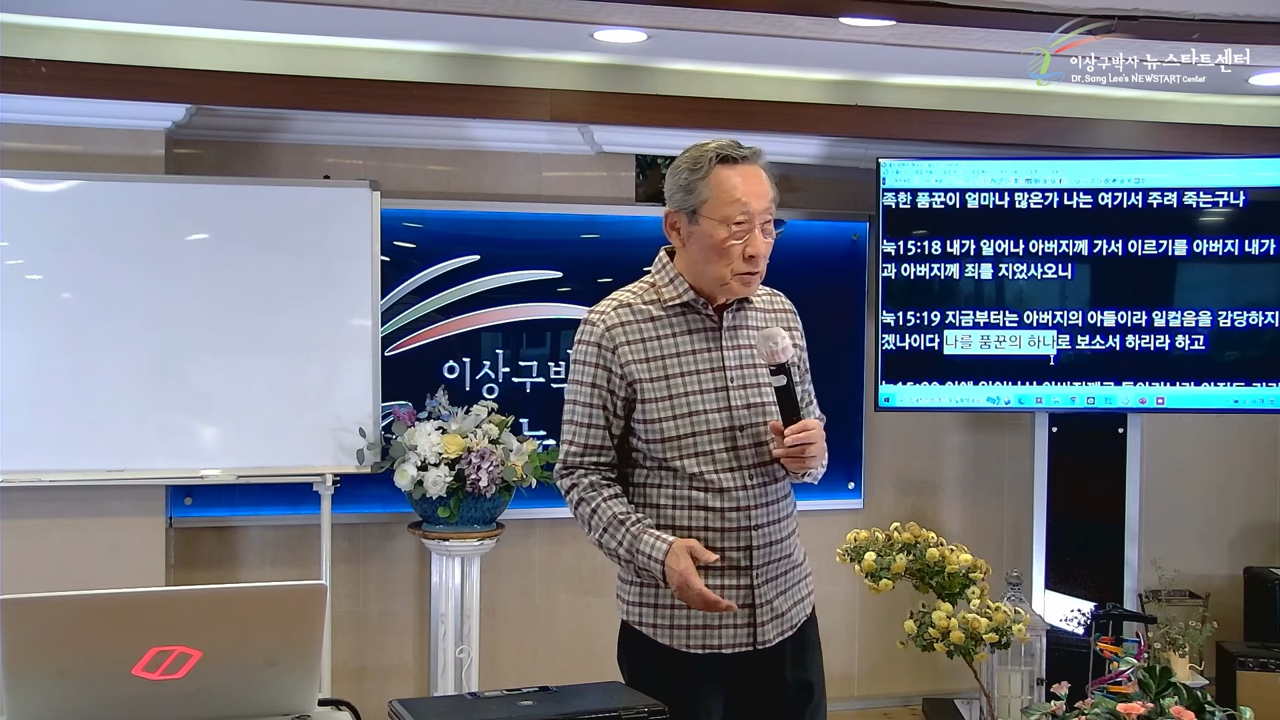 이상구박사 뉴스타트센터
Dr. Sang Lee's NEWSTART Center
족한 품꾼이 얼마나 많은가 나는 여기서 주려 죽는구나
눅15:18 내가 일어나 아버지께 가서 이르기를 아버지 내가
과 아버지께 죄를 지었사오니
눅15:19 지금부터는 아버지의 아들이라 일컬음을 감당하지
겠나이다 나를 품꾼의 하나로 보소서 하리라 하고
이상구박
뉴